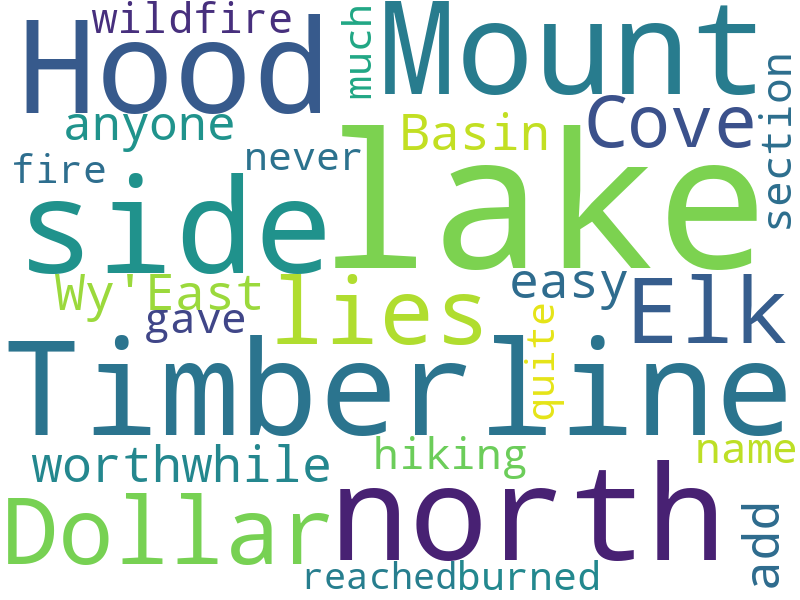 wildfire
Hood
much
Mount
section
anyone
Basin
Cove
fire
never
side
lake
Wy'East
gave
lies
easy
Elk
quite
Timberline
worthwhile
hiking
name
Dollar
north
add
reached
burned